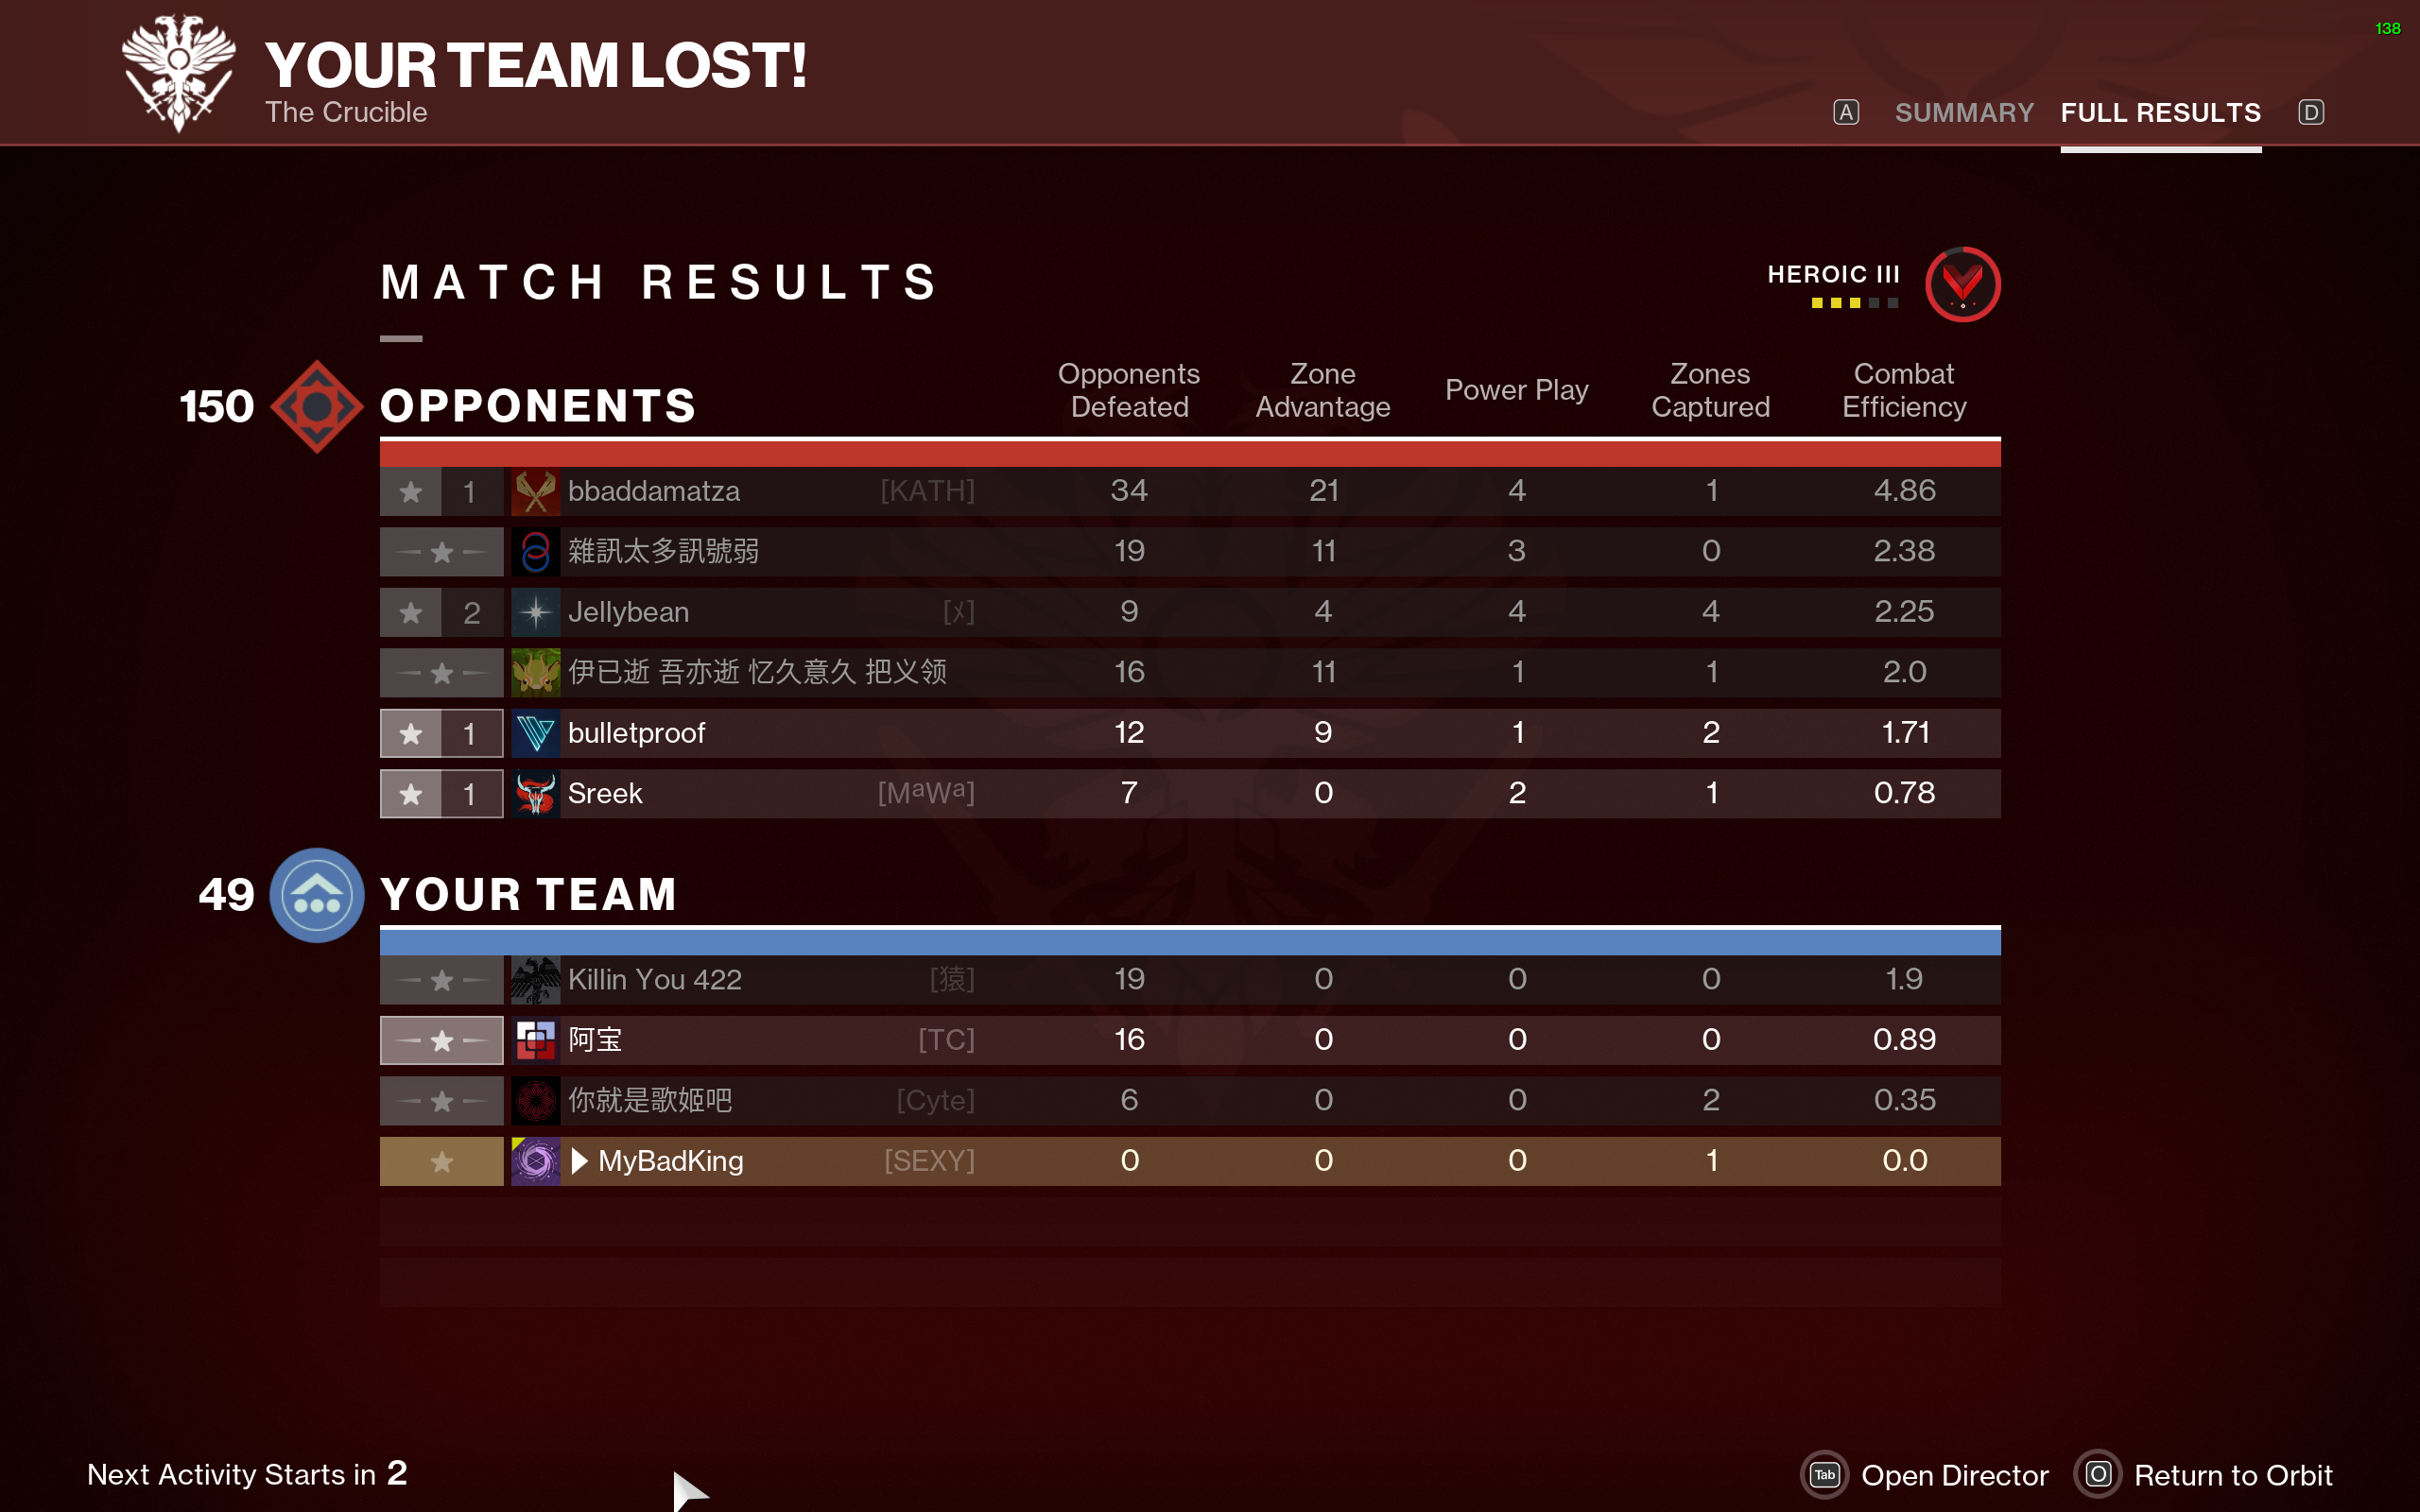 138
YOUR TEAM LOST!
The Crucible
A SUMMARY FULL RESULTS D
MATCH RESULTS
HEROIC III
150 OPPONENTS
Opponents Defeated Zone Advantage Power Play Zones Captured Combat Efficiency
1 bbaddamatza [KATH] 34 21 4 1 4.86
雜訊太多訊號弱 19 11 3 0 2.38
2 Jellybean [ﾒ] 9 4 4 4 2.25
伊已逝 吾亦逝 忆久意久 把义领 16 11 1 1 2.0
1 bulletproof 12 9 1 2 1.71
1 Sreek [MªWª] 7 0 2 1 0.78
49 YOUR TEAM
Killin You 422 [猿] 19 0 0 0 1.9
阿宝 [TC] 16 0 0 0 0.89
你就是歌姬吧 [Cyte] 6 0 0 2 0.35
MyBadKing [SEXY] 0 0 0 1 0.0
Next Activity Starts in 2
Tab Open Director O Return to Orbit